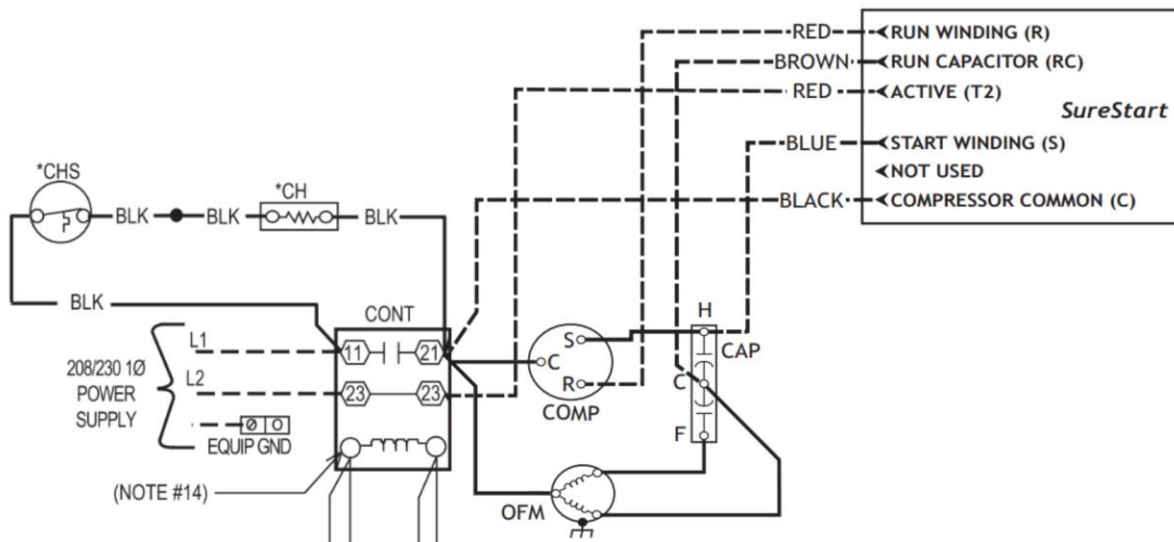 RED RUN WINDING (R)
BROWN RUN CAPACITOR (RC)
RED ACTIVE (T2)
SureStart
BLUE START WINDING (S)
NOT USED
BLACK COMPRESSOR COMMON (C)
*CHS
*CH
BLK BLK BLK
BLK
CONT
L1
11 21
208/230 1Ø
POWER
SUPPLY
L2
23 23
EQUIP GND
(NOTE #14)
S
C
R
COMP
H
CAP
C
F
OFM